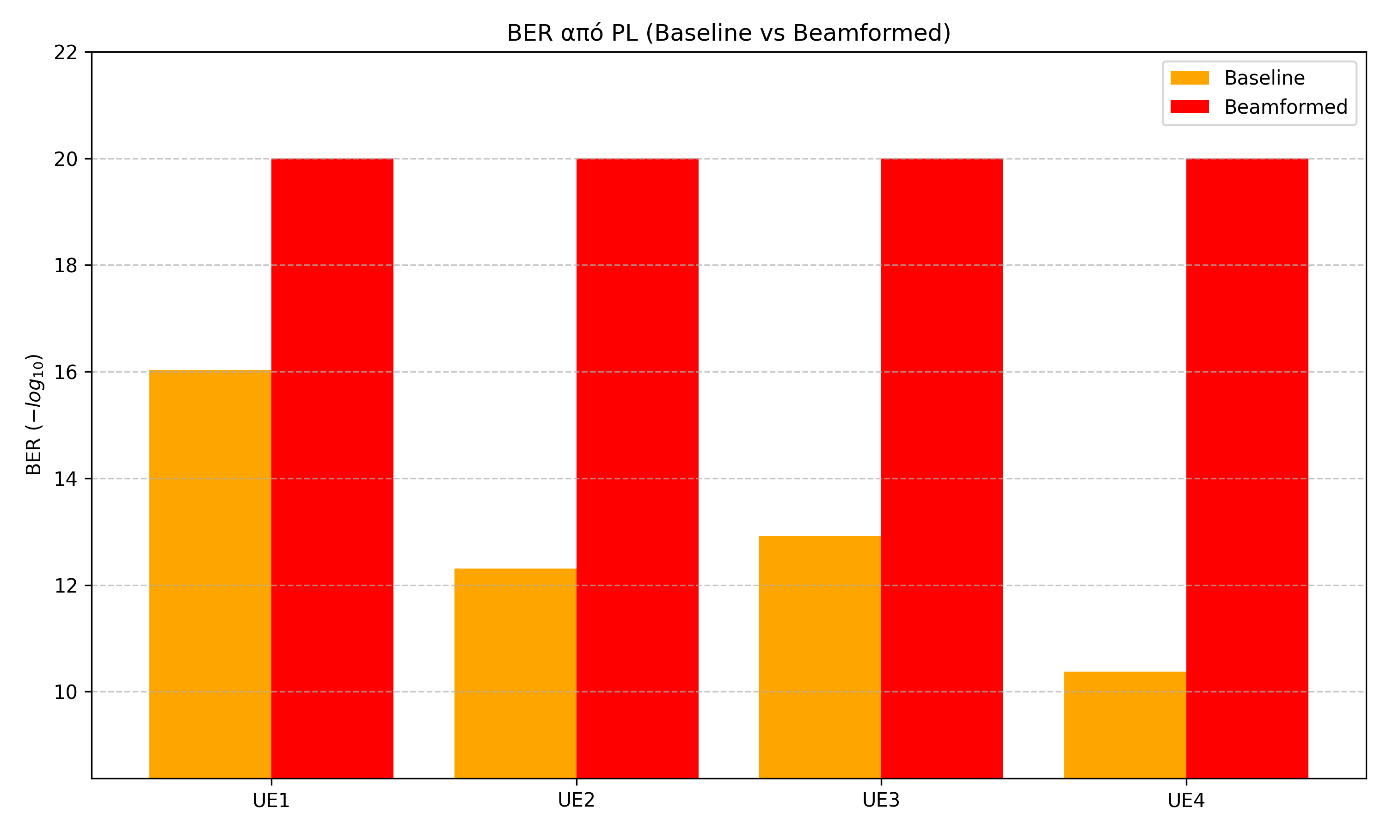 BER από PL (Baseline vs Beamformed)
Baseline
Beamformed
BER (−log10)
22
20
18
16
14
12
10
UE1 UE2 UE3 UE4